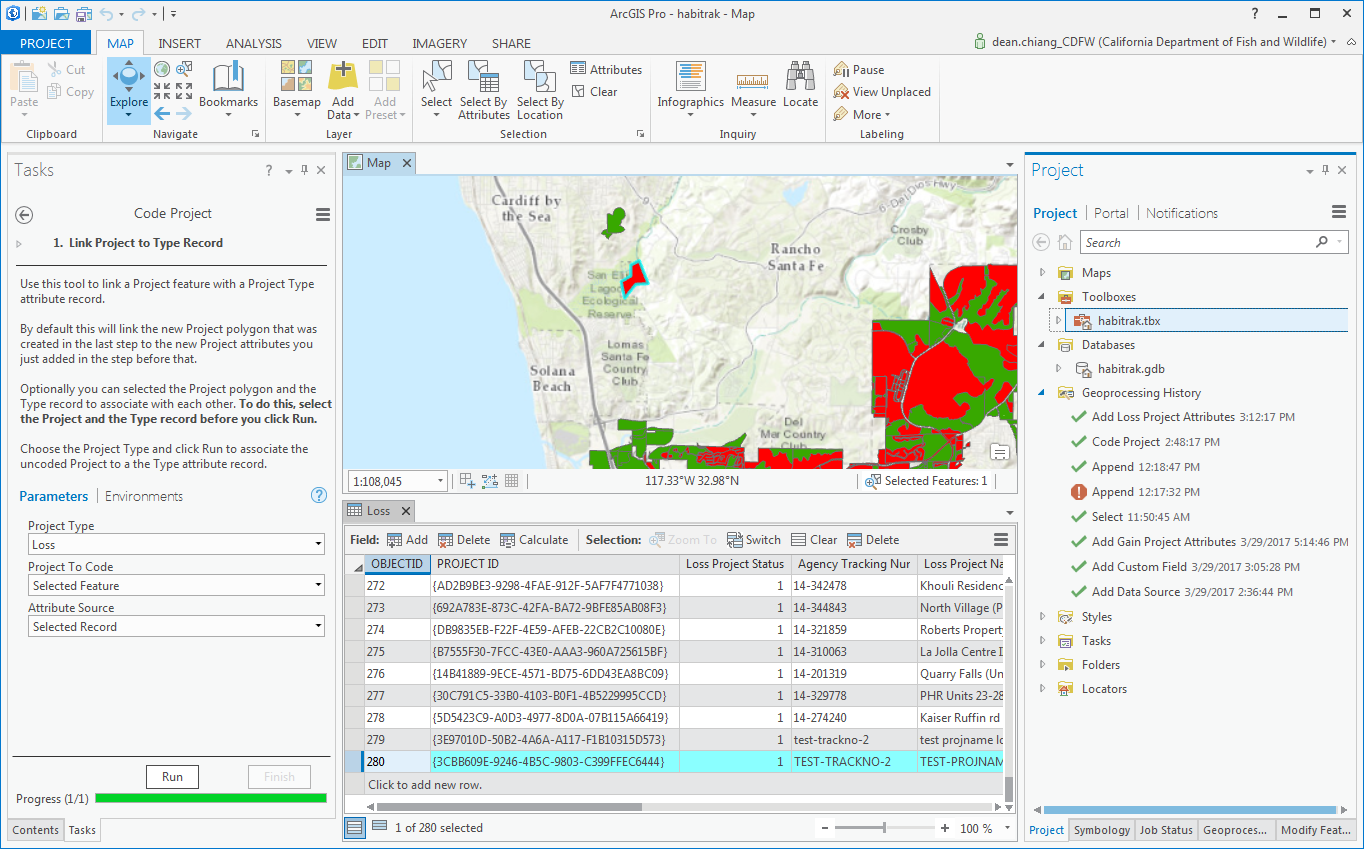 ArcGIS Pro - habitrak - Map
PROJECT MAP INSERT ANALYSIS VIEW EDIT IMAGERY SHARE
dean.chiang_CDFW (California Department of Fish and Wildlife)
Paste
Cut
Copy
Clipboard
Explore
Bookmarks
Navigate
Basemap
Add Data
Add Preset
Layer
Select
Select By Attributes
Select By Location
Attributes
Clear
Selection
Infographics
Measure
Locate
Inquiry
Pause
View Unplaced
More
Labeling
Tasks
Code Project
1. Link Project to Type Record
Use this tool to link a Project feature with a Project Type
attribute record.
By default this will link the new Project polygon that was
created in the last step to the new Project attributes you
just added in the step before that.
Optionally you can selected the Project polygon and the
Type record to associate with each other. To do this, select
the Project and the Type record before you click Run.
Choose the Project Type and click Run to associate the
uncoded Project to a the Type attribute record.
Parameters Environments
Project Type
Loss
Project To Code
Selected Feature
Attribute Source
Selected Record
Run Finish
Progress (1/1)
Contents Tasks
Map
Cardiff by
the Sea
Del Dios Hwy
Crosby
Club
Rancho
Santa Fe
San Eli
Lagoo
Ecological
Reserve
Lomas
Santa Fe
Country
Club
Solana
Beach
Del
Mar Country
Club
1:108,045
117.33°W 32.98°N
Selected Features: 1
Loss
Field: Add Delete Calculate Selection: Zoom To Switch Clear Delete
OBJECTID PROJECT ID Loss Project Status Agency Tracking Nur Loss Project Na
272 {AD2B9BE3-9298-4FAE-912F-5AF7F4771038} 1 14-342478 Khouli Residenc
273 {692A783E-873C-42FA-BA72-9BFE85AB08F3} 1 14-344843 North Village (P
274 {DB9835EB-F22F-4E59-AFEB-22CB2C10080E} 1 14-321859 Roberts Property
275 {B7555F30-7FCC-43E0-AAA3-960A725615BF} 1 14-310063 La Jolla Centre I
276 {14B41889-9ECE-4571-BD75-6DD43EA8BC09} 1 14-201319 Quarry Falls (Un
277 {30C791C5-33B0-4103-B0F1-4B5229995CCD} 1 14-329778 PHR Units 23-28
278 {5D5423C9-A0D3-4977-8D0A-07B115A66419} 1 14-274240 Kaiser Ruffin rd
279 {3E97010D-50B2-4A6A-A117-F1B10315D573} 1 test-trackno-2 test projname lo
280 {3CBB609E-9246-4B5C-9803-C399FFEC6444} 1 TEST-TRACKNO-2 TEST-PROJNAM
Click to add new row.
1 of 280 selected
100 %
Project
Project Portal Notifications
Search
Maps
Toolboxes
habitrak.tbx
Databases
habitrak.gdb
Geoprocessing History
Add Loss Project Attributes 3:12:17 PM
Code Project 2:48:17 PM
Append 12:18:47 PM
Append 12:17:32 PM
Select 11:50:45 AM
Add Gain Project Attributes 3/29/2017 5:14:46 PM
Add Custom Field 3/29/2017 3:05:28 PM
Add Data Source 3/29/2017 2:36:44 PM
Styles
Tasks
Folders
Locators
Project Symbology Job Status Geoproces... Modify Feat...